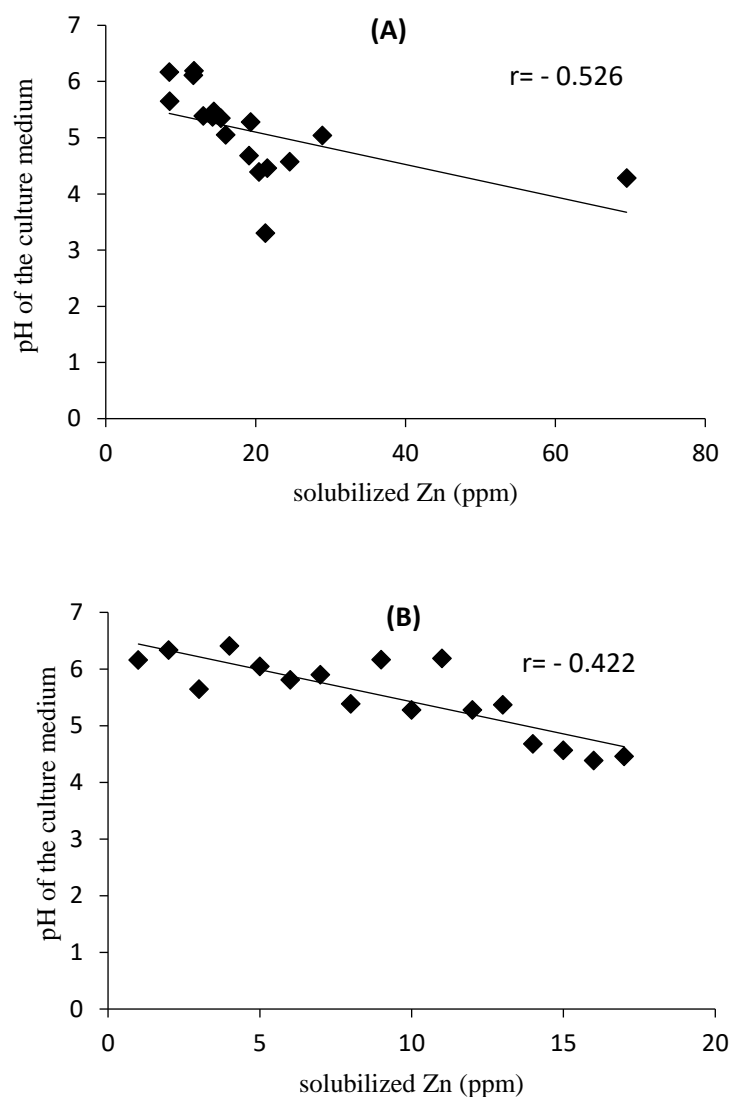 (A)
r= - 0.526
7
6
5
4
3
2
1
0
pH of the culture medium
0 20 40 60 80
solubilized Zn (ppm)
(B)
r= - 0.422
7
6
5
4
3
2
1
0
pH of the culture medium
0 5 10 15 20
solubilized Zn (ppm)